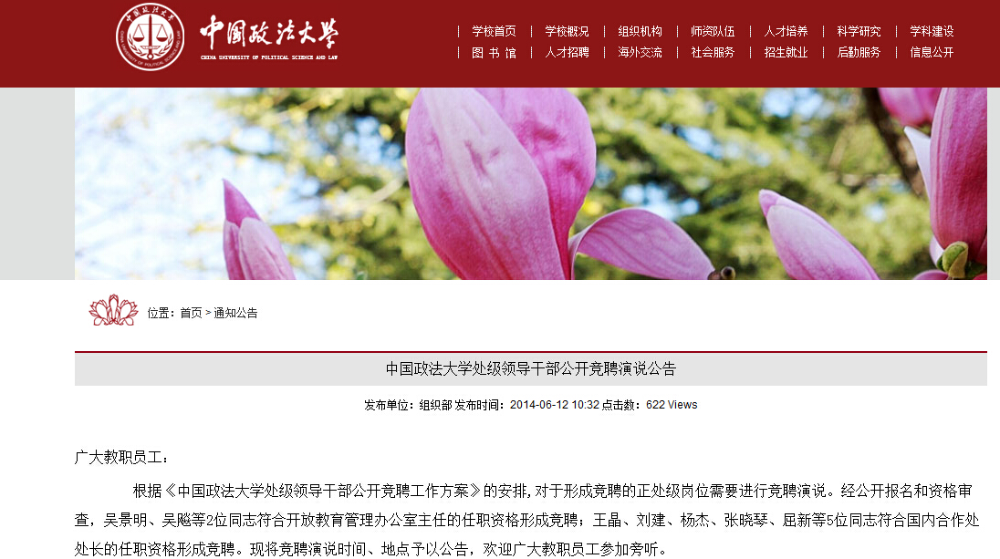 中国政法大学
CHINA UNIVERSITY OF POLITICAL SCIENCE AND LAW
| 学校首页 | 学校概况 | 组织机构 | 师资队伍 | 人才培养 | 科学研究 | 学科建设
| 图 书 馆 | 人才招聘 | 海外交流 | 社会服务 | 招生就业 | 后勤服务 | 信息公开
位置：首页 > 通知公告
中国政法大学处级领导干部公开竞聘演说公告
发布单位：组织部 发布时间：2014-06-12 10:32 点击数：622 Views
广大教职员工：
根据《中国政法大学处级领导干部公开竞聘工作方案》的安排,对于形成竞聘的正处级岗位需要进行竞聘演说。经公开报名和资格审
查，吴景明、吴飚等2位同志符合开放教育管理办公室主任的任职资格形成竞聘；王晶、刘建、杨杰、张晓琴、屈新等5位同志符合国内合作处
处长的任职资格形成竞聘。现将竞聘演说时间、地点予以公告，欢迎广大教职员工参加旁听。